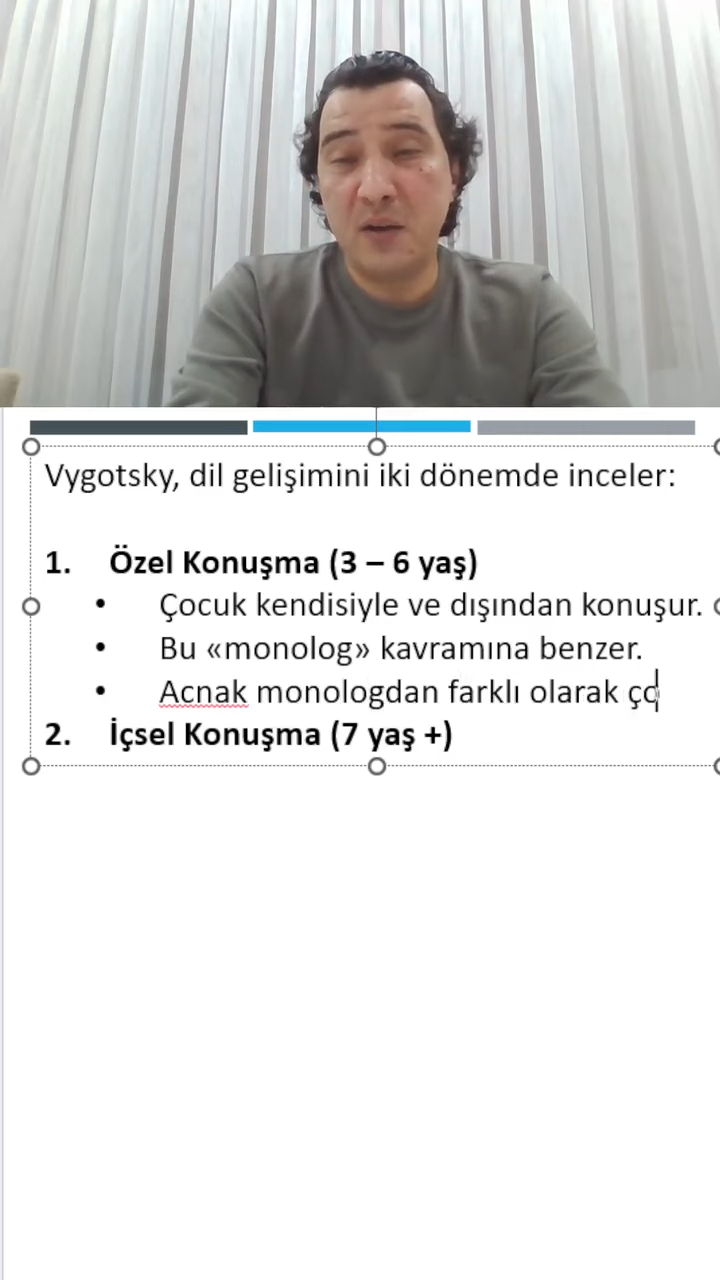 Vygotsky, dil gelişimini iki dönemde inceler:
1. Özel Konuşma (3 – 6 yaş)
• Çocuk kendisiyle ve dışından konuşur.
• Bu «monolog» kavramına benzer.
• Acnak monologdan farklı olarak ço
2. İçsel Konuşma (7 yaş +)